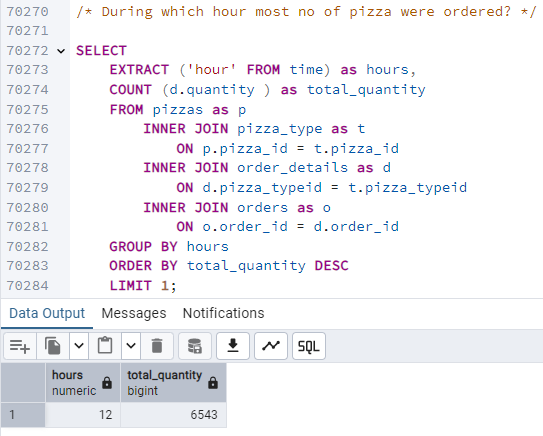 70270 /* During which hour most no of pizza were ordered? */
70271
70272 SELECT
70273 EXTRACT ('hour' FROM time) as hours,
70274 COUNT (d.quantity ) as total_quantity
70275 FROM pizzas as p
70276 INNER JOIN pizza_type as t
70277 ON p.pizza_id = t.pizza_id
70278 INNER JOIN order_details as d
70279 ON d.pizza_typeid = t.pizza_typeid
70280 INNER JOIN orders as o
70281 ON o.order_id = d.order_id
70282 GROUP BY hours
70283 ORDER BY total_quantity DESC
70284 LIMIT 1;
Data Output Messages Notifications
SQL
hours total_quantity
numeric bigint
1 12 6543